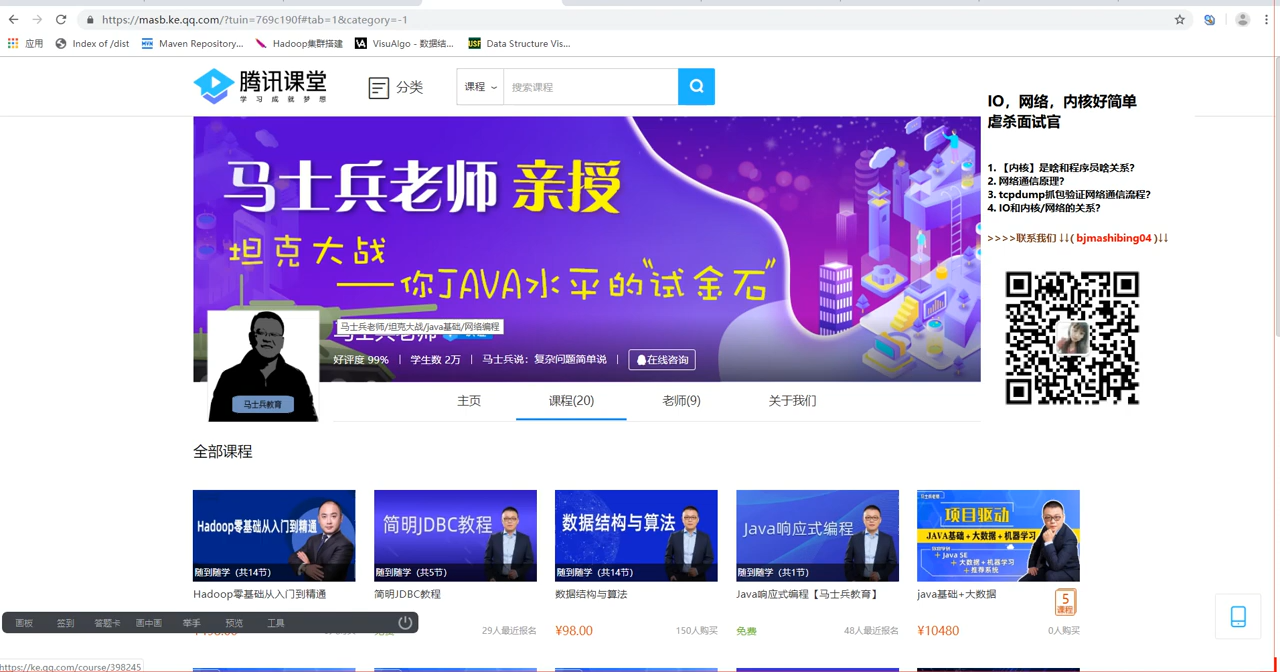 https://masb.ke.qq.com/?tuin=769c190f#tab=1&category=-1
应用
Index of /dist
Maven Repository...
Hadoop集群搭建
VisuAlgo - 数据结...
Data Structure Vis...
腾讯课堂
学习成就梦想
分类
课程
搜索课程
IO，网络，内核好简单
虐杀面试官
1. 【内核】是啥和程序员啥关系?
2. 网络通信原理?
3. tcpdump抓包验证网络通信流程?
4. IO和内核/网络的关系?
>>>>联系我们 ↓↓( bjmashibing04 )↓↓
马士兵老师 亲授
坦克大战
——你JAVA水平的"试金石"
马士兵老师/坦克大战/java基础/网络编程
马士兵老师
好评度 99%
学生数 2万
马士兵说：复杂问题简单说
在线咨询
马士兵教育
主页
课程(20)
老师(9)
关于我们
全部课程
Hadoop零基础从入门到精通
随到随学（共14节）
Hadoop零基础从入门到精通
简明JDBC教程
随到随学（共5节）
简明JDBC教程
29人最近报名
数据结构与算法
随到随学（共14节）
数据结构与算法
¥98.00
150人购买
Java响应式编程
随到随学（共1节）
Java响应式编程【马士兵教育】
免费
48人最近报名
项目驱动
JAVA基础+大数据+机器学习
+ Java SE
+ 大数据+机器学习
+ 推荐系统
java基础+大数据
5
课程
¥10480
0人购买
画板
签到
答题卡
画中画
举手
预览
工具
https://ke.qq.com/course/398245